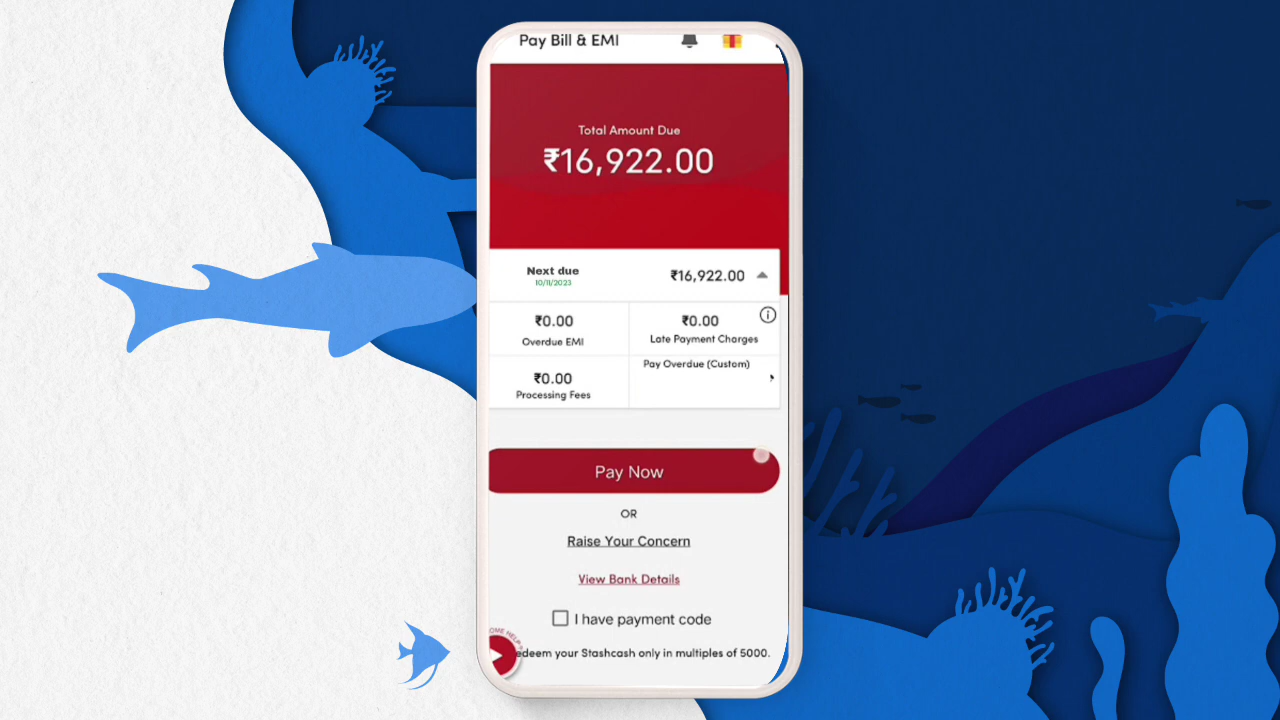 Pay Bill & EMI
Total Amount Due
₹16,922.00
Next due
10/11/2023
₹16,922.00
₹0.00
Overdue EMI
₹0.00
Late Payment Charges
₹0.00
Processing Fees
Pay Overdue (Custom)
Pay Now
OR
Raise Your Concern
View Bank Details
I have payment code
OME HELP
edeem your Stashcash only in multiples of 5000.